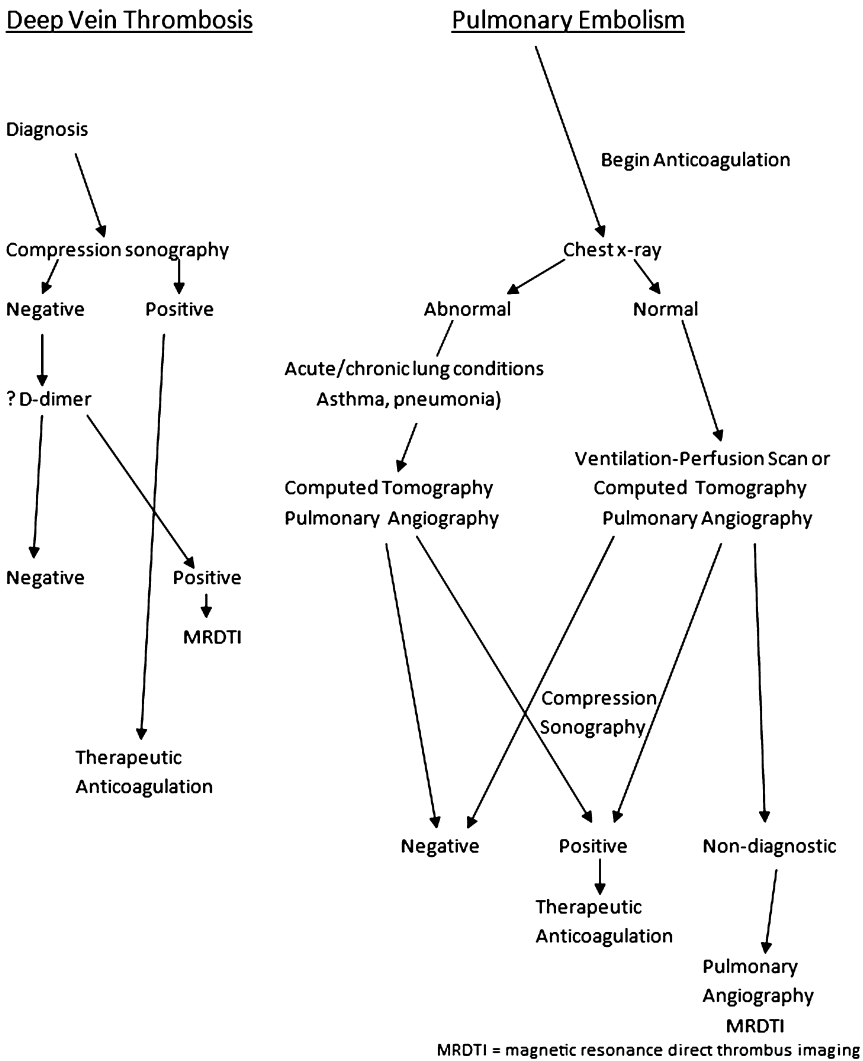 Deep Vein Thrombosis
Diagnosis
Compression sonography
Negative
Positive
? D-dimer
Negative
Positive
MRDTI
Therapeutic
Anticoagulation
Pulmonary Embolism
Begin Anticoagulation
Chest x-ray
Abnormal
Normal
Acute/chronic lung conditions
Asthma, pneumonia)
Computed Tomography
Pulmonary Angiography
Ventilation-Perfusion Scan or
Computed Tomography
Pulmonary Angiography
Compression
Sonography
Negative
Positive
Non-diagnostic
Therapeutic
Anticoagulation
Pulmonary
Angiography
MRDTI
MRDTI = magnetic resonance direct thrombus imaging